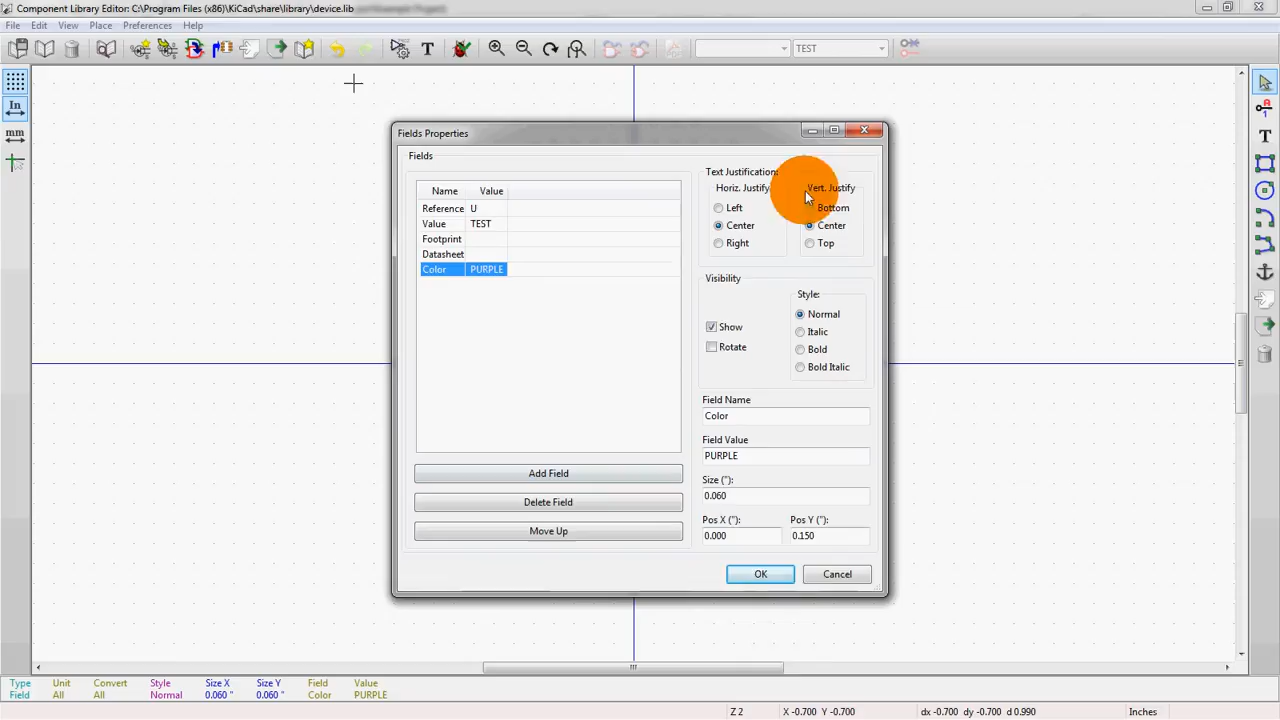 Component Library Editor: C:\Program Files (x86)\KiCad\share\library\device.lib
File Edit View Place Preferences Help
TEST
In
mm
Fields Properties
Fields
Name Value
Reference U
Value TEST
Footprint
Datasheet
Color PURPLE
Add Field
Delete Field
Move Up
Text Justification:
Horiz. Justify
Left
Center
Right
Vert. Justify
Bottom
Center
Top
Visibility
Show
Rotate
Style:
Normal
Italic
Bold
Bold Italic
Field Name
Color
Field Value
PURPLE
Size ("):
0.060
Pos X ("): Pos Y ("):
0.000 0.150
OK Cancel
Type Unit Convert Style Size X Size Y Field Value
Field All All Normal 0.060 " 0.060 " Color PURPLE
Z 2 X -0.700 Y -0.700 dx -0.700 dy -0.700 d 0.990 Inches